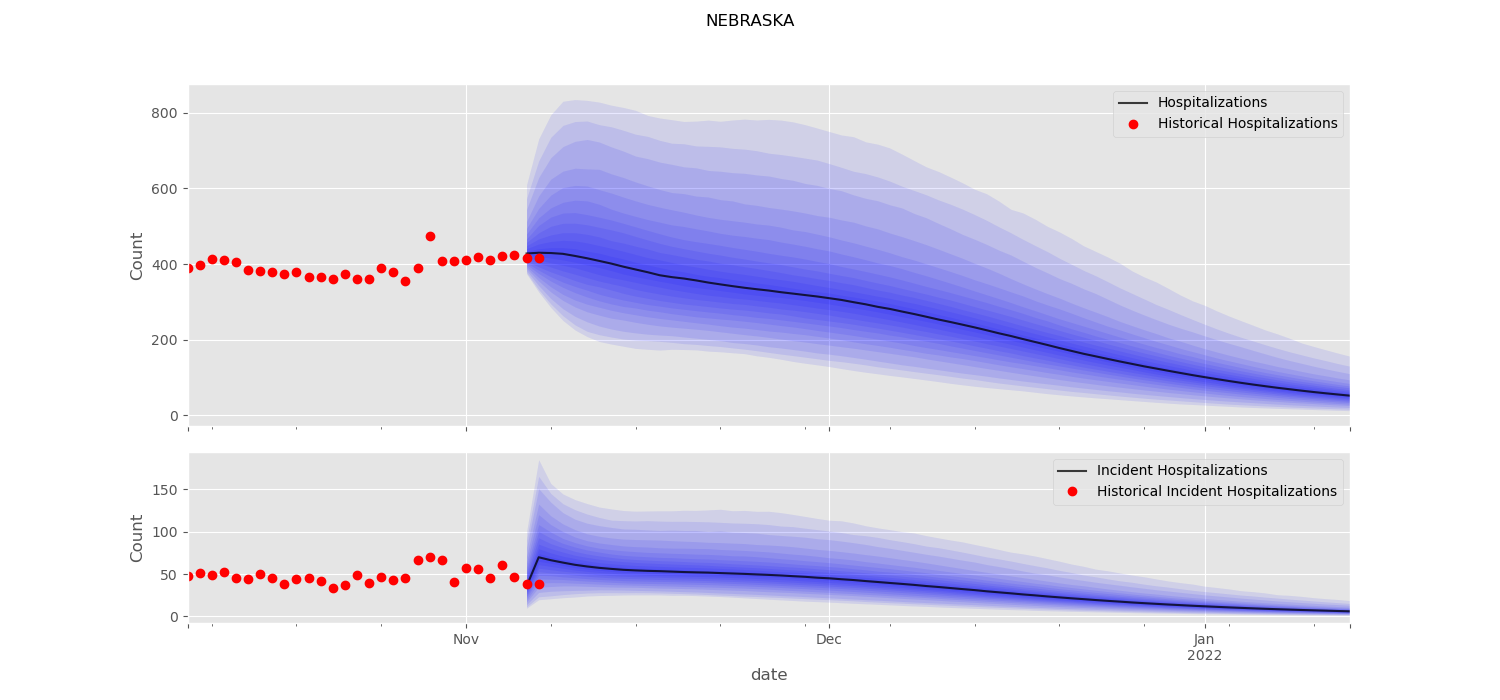 NEBRASKA
Hospitalizations
Historical Hospitalizations
800
600
400
200
0
Count
Incident Hospitalizations
Historical Incident Hospitalizations
150
100
50
0
Count
Nov
Dec
Jan
2022
date